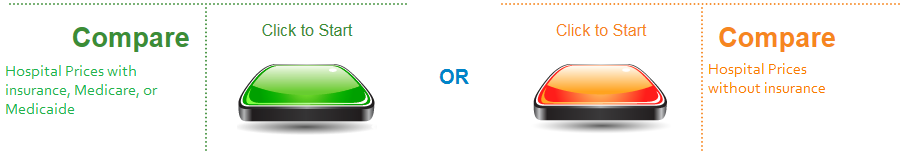 Compare
Hospital Prices with
insurance, Medicare, or
Medicaide
Click to Start
OR
Click to Start
Compare
Hospital Prices
without insurance